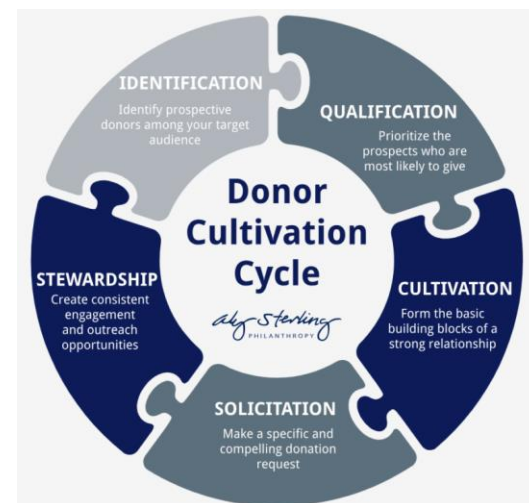 IDENTIFICATION
Identify prospective
donors among your target
audience
QUALIFICATION
Prioritize the
prospects who are
most likely to give
Donor
Cultivation
Cycle
aly Sterling
PHILANTHROPY
CULTIVATION
Form the basic
building blocks of a
strong relationship
SOLICITATION
Make a specific and
compelling donation
request
STEWARDSHIP
Create consistent
engagement
and outreach
opportunities